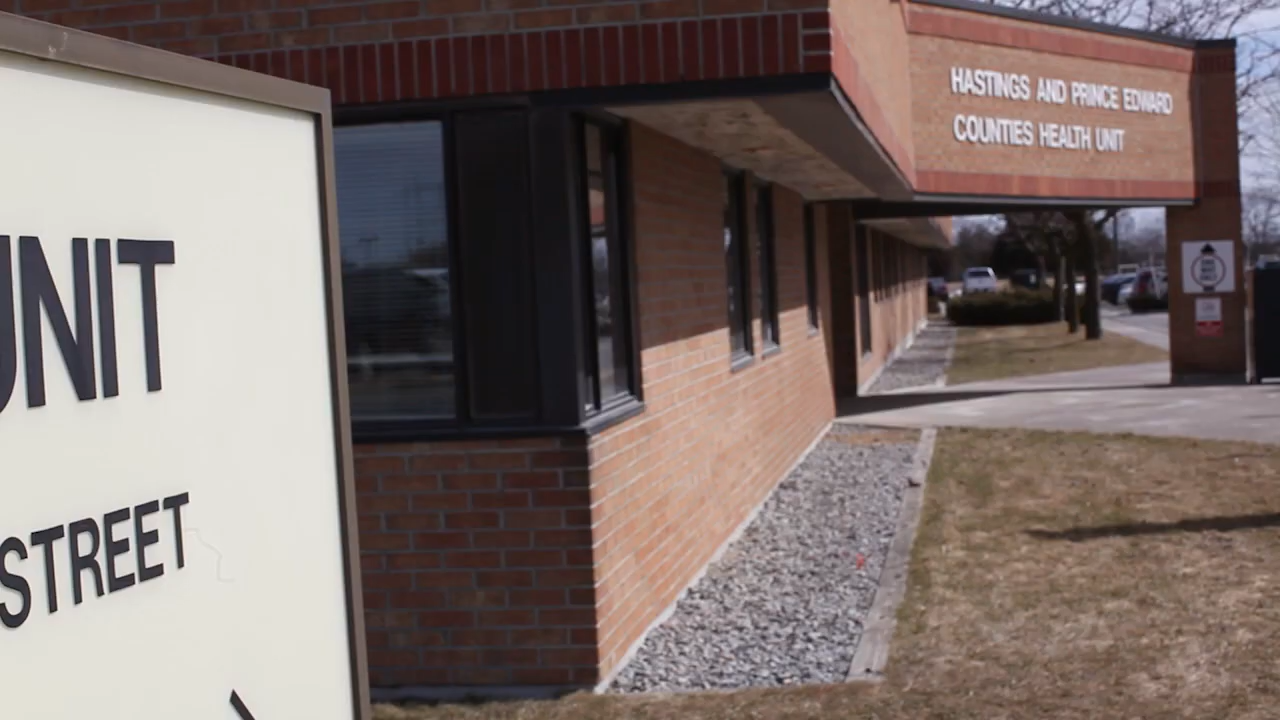 UNIT
STREET
HASTINGS AND PRINCE EDWARD
COUNTIES HEALTH UNIT